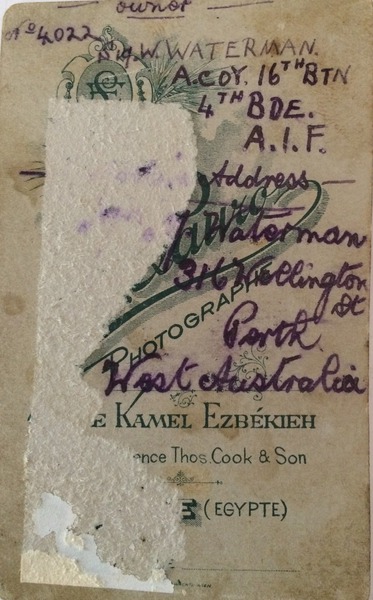 owner
No 4022
W. WATERMAN.
A.COY. 16TH BTN
4TH BDE.
A.I.F.
Address
Waterman
316 Wellington
St
PHOTOGRAPHE
Perth
West Australia
KAMEL EZBÉKIEH
Thos. Cook & Son
(EGYPTE)